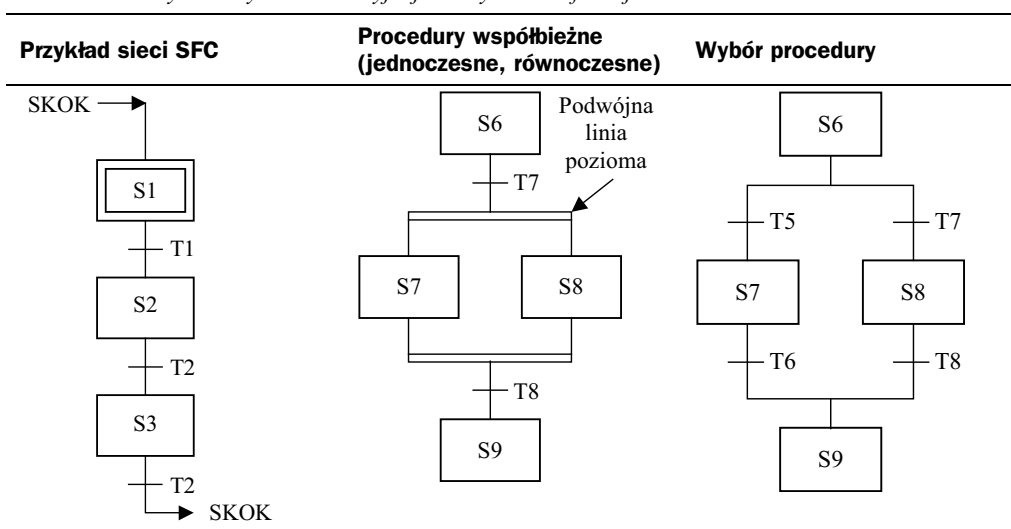 Przykład sieci SFC
Procedury współbieżne
(jednoczesne, równoczesne)
Wybór procedury
SKOK
S1
T1
S2
T2
S3
T2
SKOK
S6
Podwójna
linia
pozioma
T7
S7
S8
T8
S9
S6
T5
T7
S7
S8
T6
T8
S9